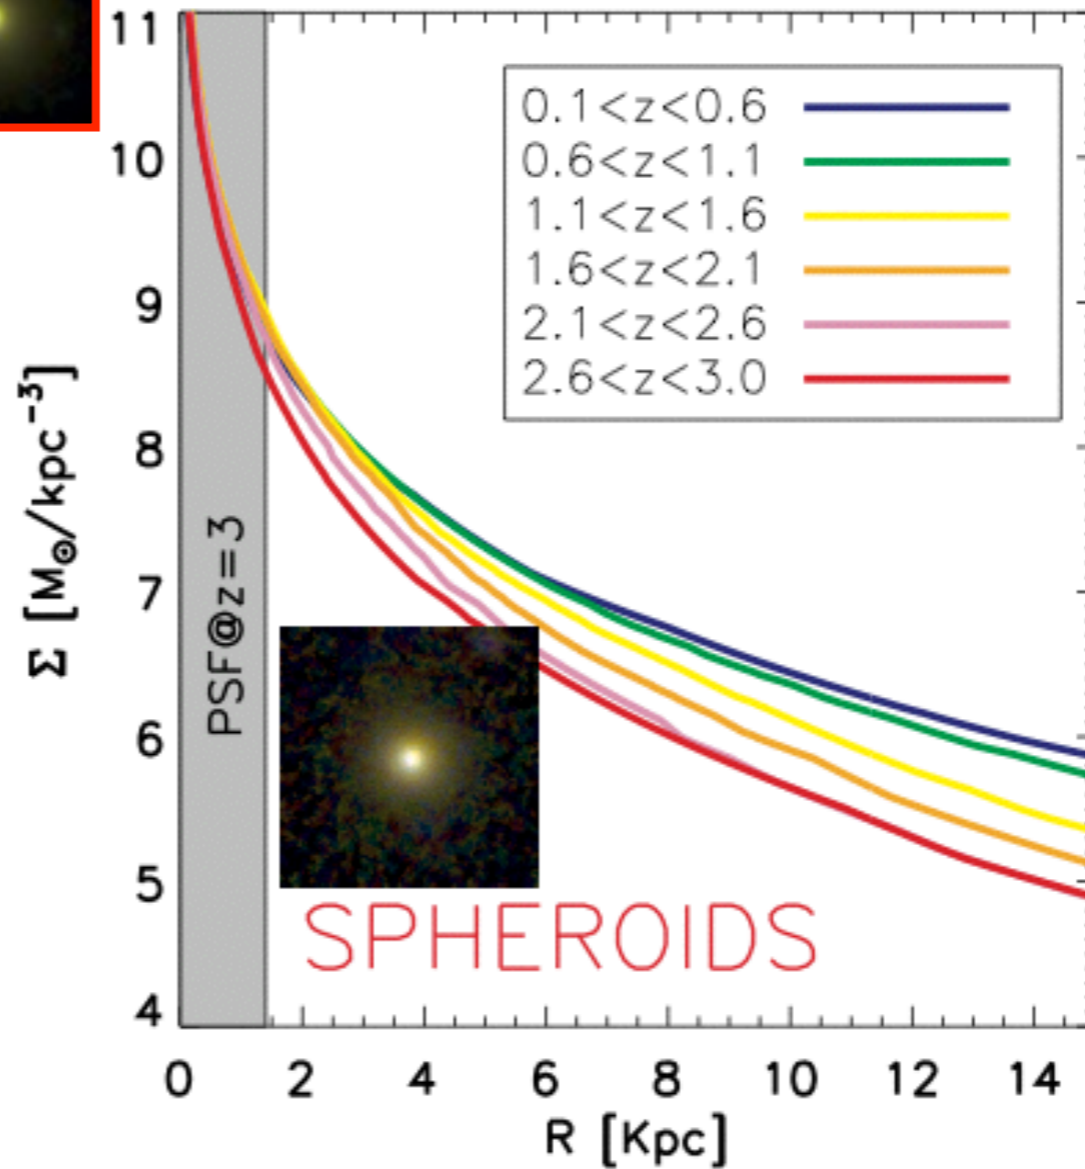 11
10
9
8
7
6
5
4
Σ [M⊙/kpc⁻³]
PSF@z=3
0.1<z<0.6
0.6<z<1.1
1.1<z<1.6
1.6<z<2.1
2.1<z<2.6
2.6<z<3.0
SPHEROIDS
0 2 4 6 8 10 12 14
R [Kpc]